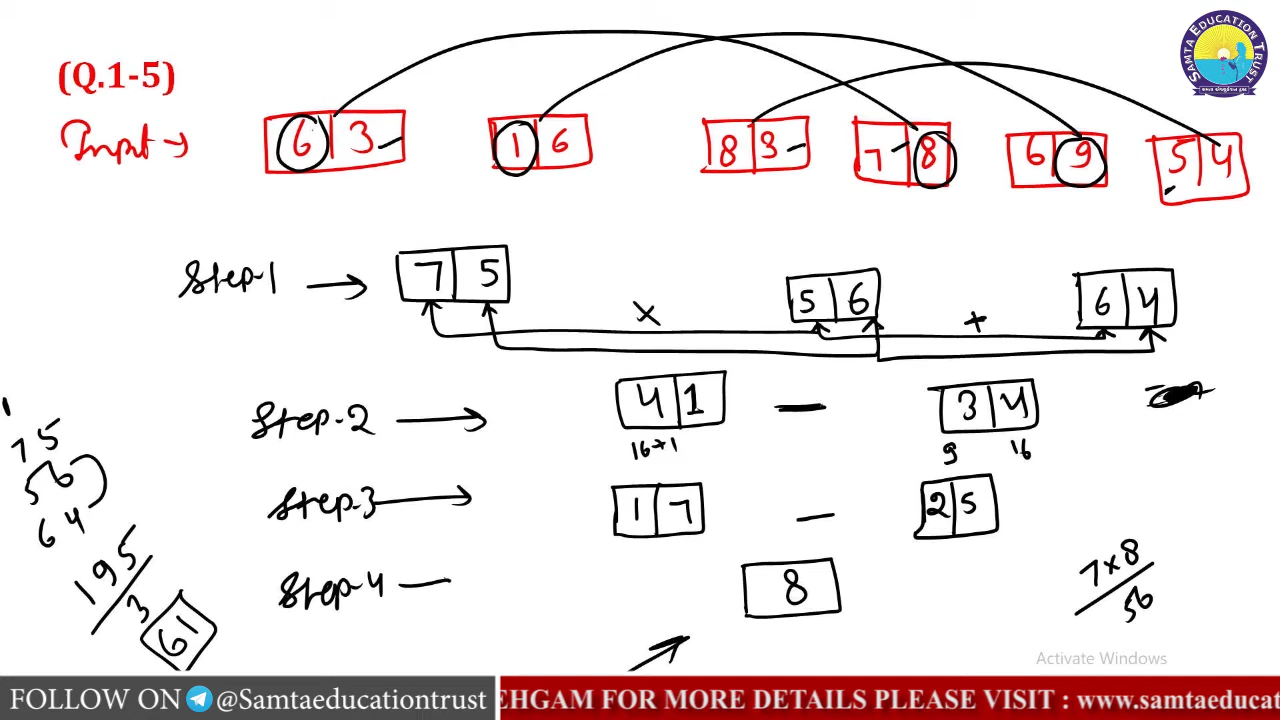 SAMTA EDUCATION TRUST
(Q.1-5)
Input → 6 3 1 6 8 3 7 8 6 9 5 4
Step-1 → 7 5 × 5 6 + 6 4
Step-2 → 4 1 — 3 4
16+1 9 16
Step-3 → 1 7 — 2 5
Step-4 — 8
75
56
64
195
3
61
7×8
56
Activate Windows
FOLLOW ON @Samtaeducationtrust EHGAM FOR MORE DETAILS PLEASE VISIT : www.samtaeducat